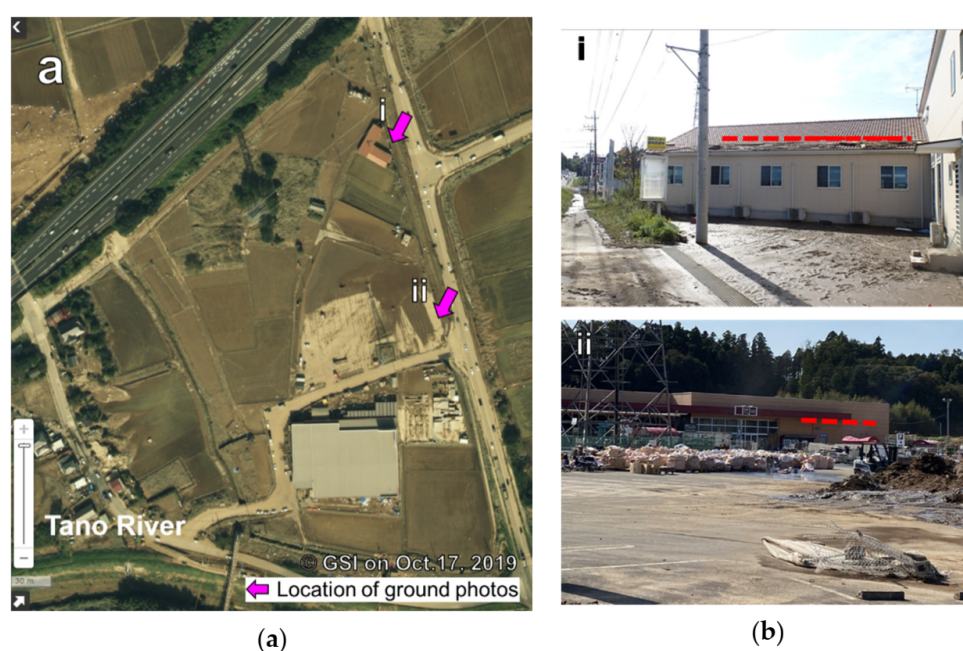 a
i
ii
Tano River
© GSI on Oct.17, 2019
30 m
Location of ground photos
(a)
i
ii
(b)